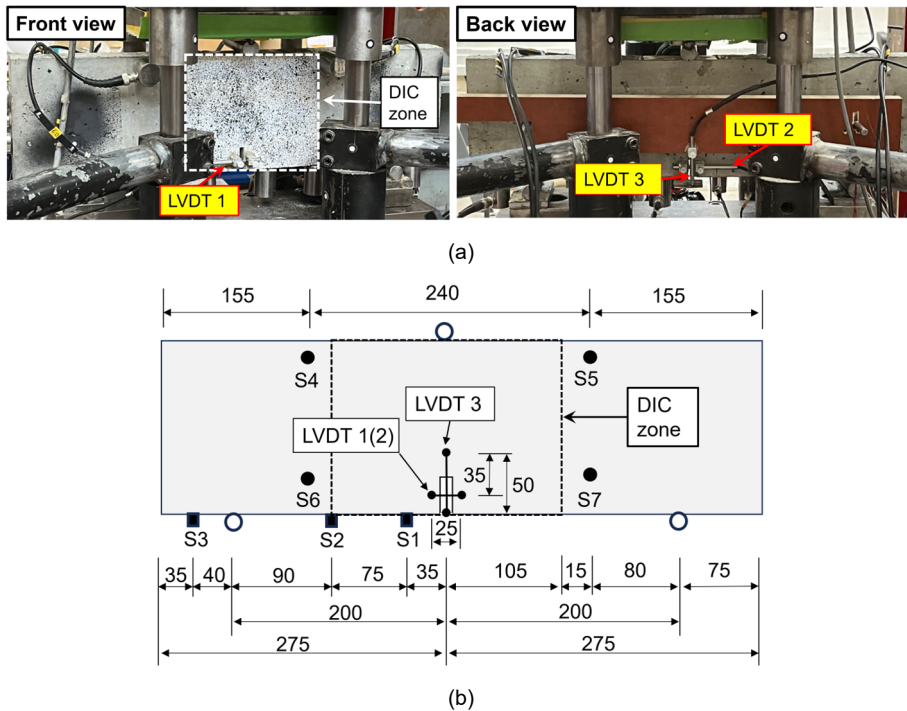 Front view
DIC
zone
LVDT 1
Back view
LVDT 2
LVDT 3
(a)
155
240
155
S4
S5
LVDT 3
LVDT 1(2)
DIC
zone
35
50
S6
S7
25
S3
S2
S1
35
40
90
75
35
105
15
80
75
200
200
275
275
(b)